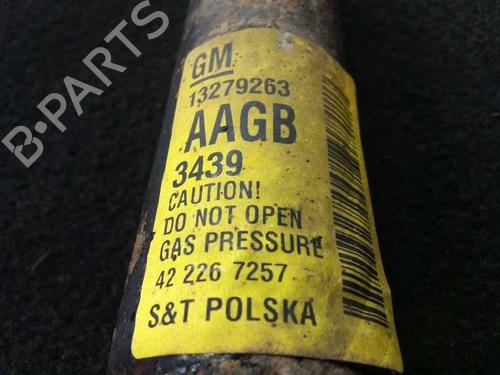 B-PARTS
GM
13279263
AAGB
3439
CAUTION!
DO NOT OPEN
GAS PRESSURE
42 226 7257
S&T POLSKA